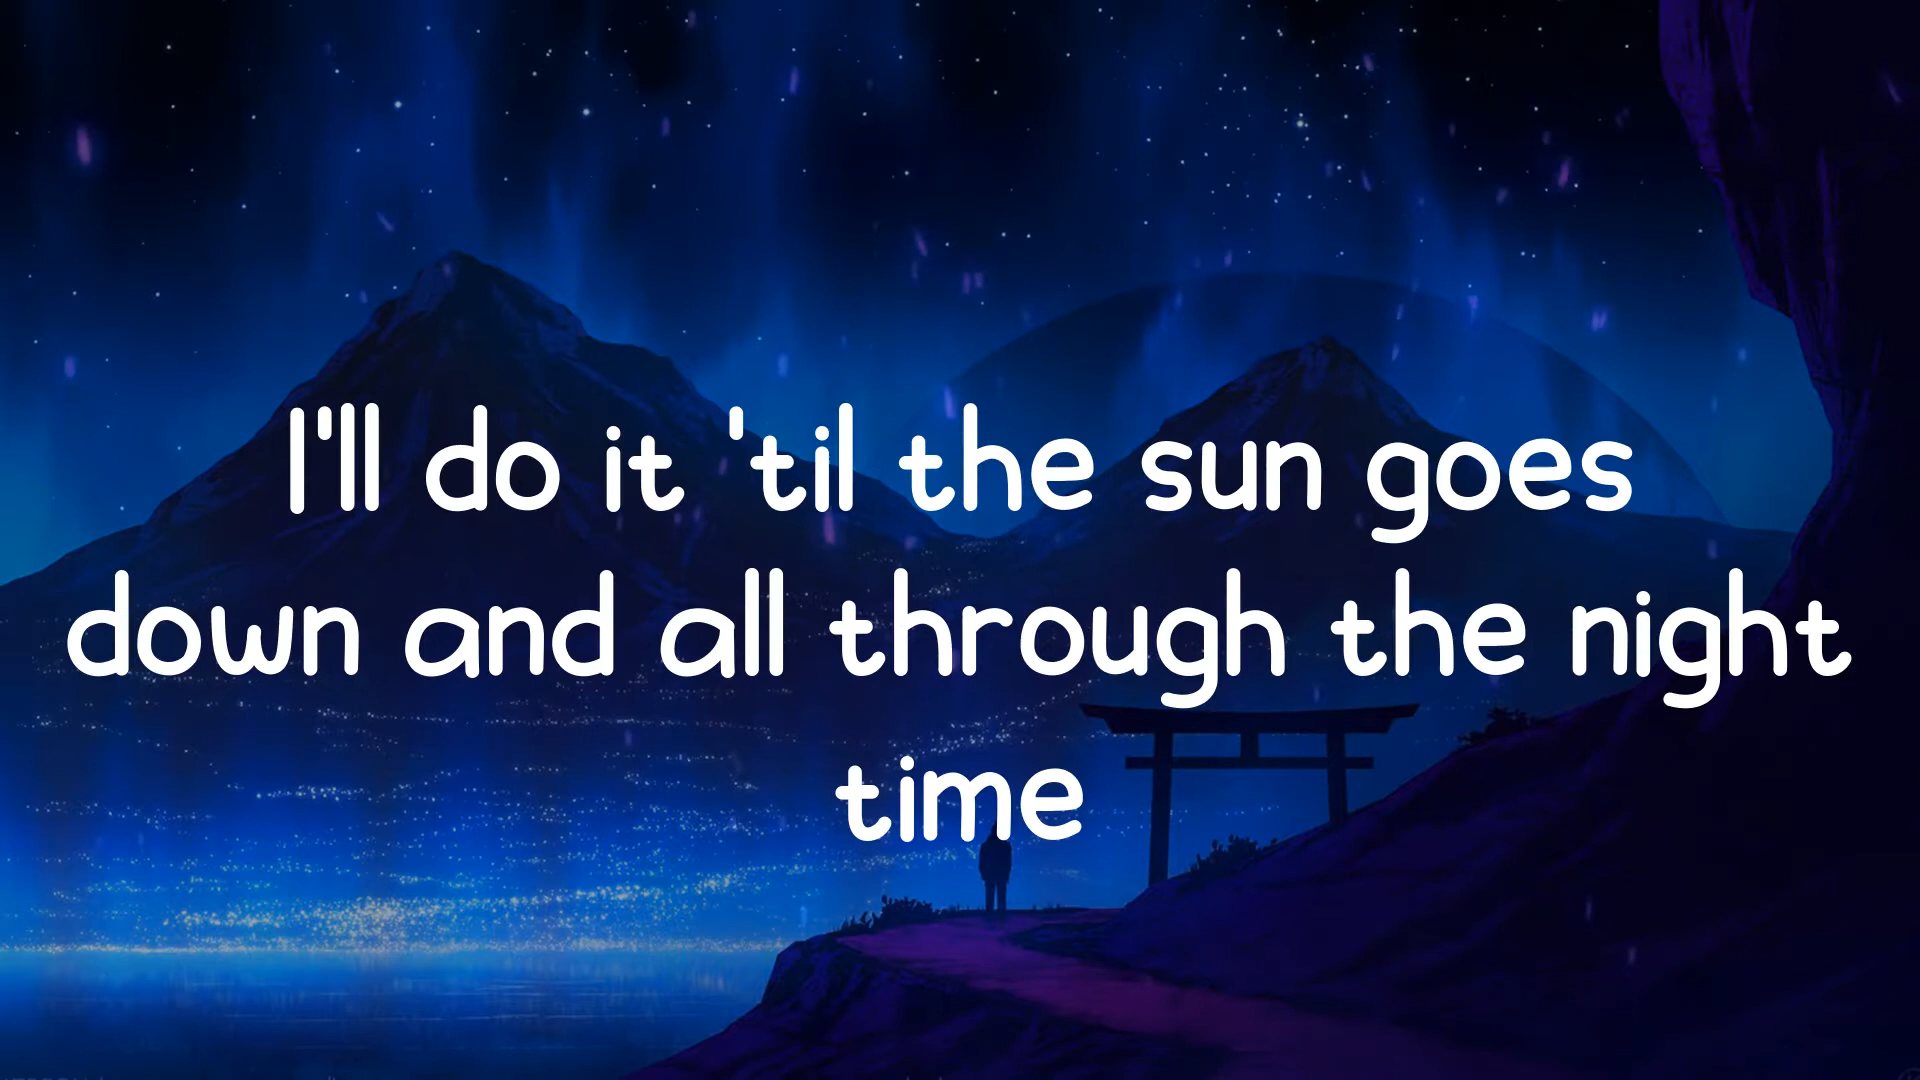 I'll do it 'til the sun goes
down and all through the night
time